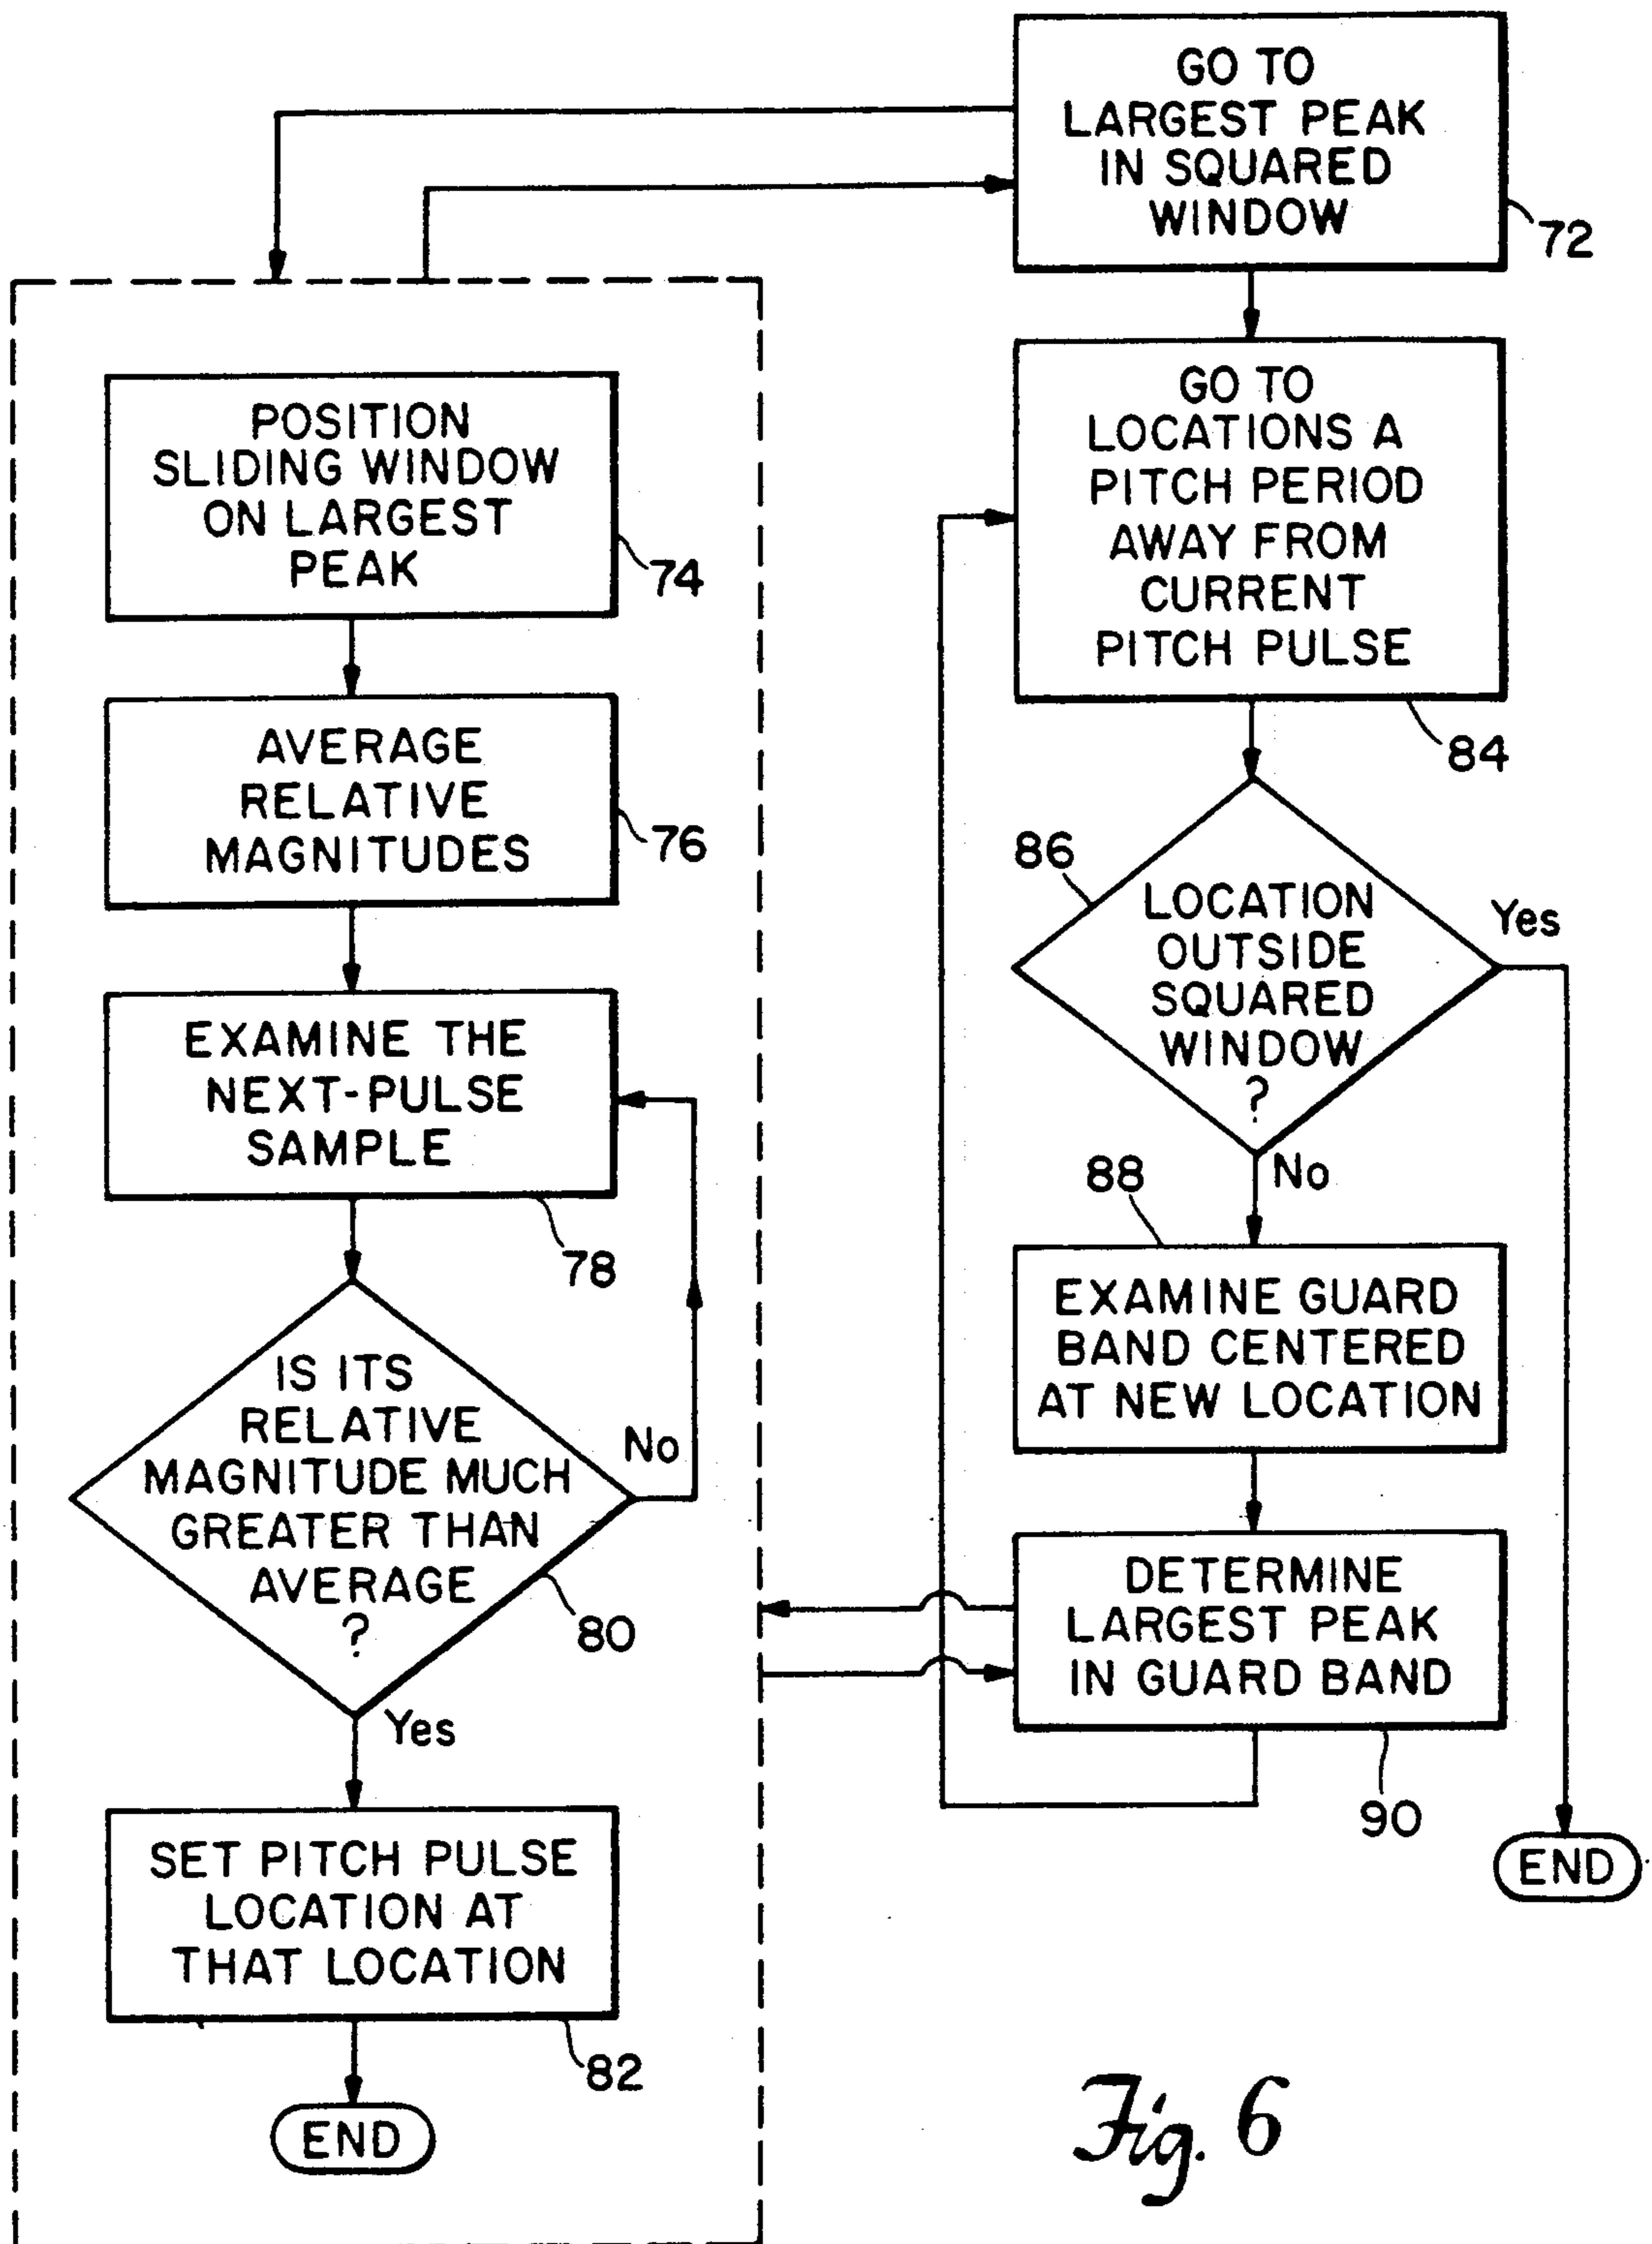 GO TO
LARGEST PEAK
IN SQUARED
WINDOW
72
POSITION
SLIDING WINDOW
ON LARGEST
PEAK
74
AVERAGE
RELATIVE
MAGNITUDES
76
EXAMINE THE
NEXT-PULSE
SAMPLE
78
IS ITS
RELATIVE
MAGNITUDE MUCH
GREATER THAN
AVERAGE
?
No
80
Yes
SET PITCH PULSE
LOCATION AT
THAT LOCATION
82
END
GO TO
LOCATIONS A
PITCH PERIOD
AWAY FROM
CURRENT
PITCH PULSE
84
86
LOCATION
OUTSIDE
SQUARED
WINDOW
?
Yes
No
88
EXAMINE GUARD
BAND CENTERED
AT NEW LOCATION
DETERMINE
LARGEST PEAK
IN GUARD BAND
90
END
Fig. 6